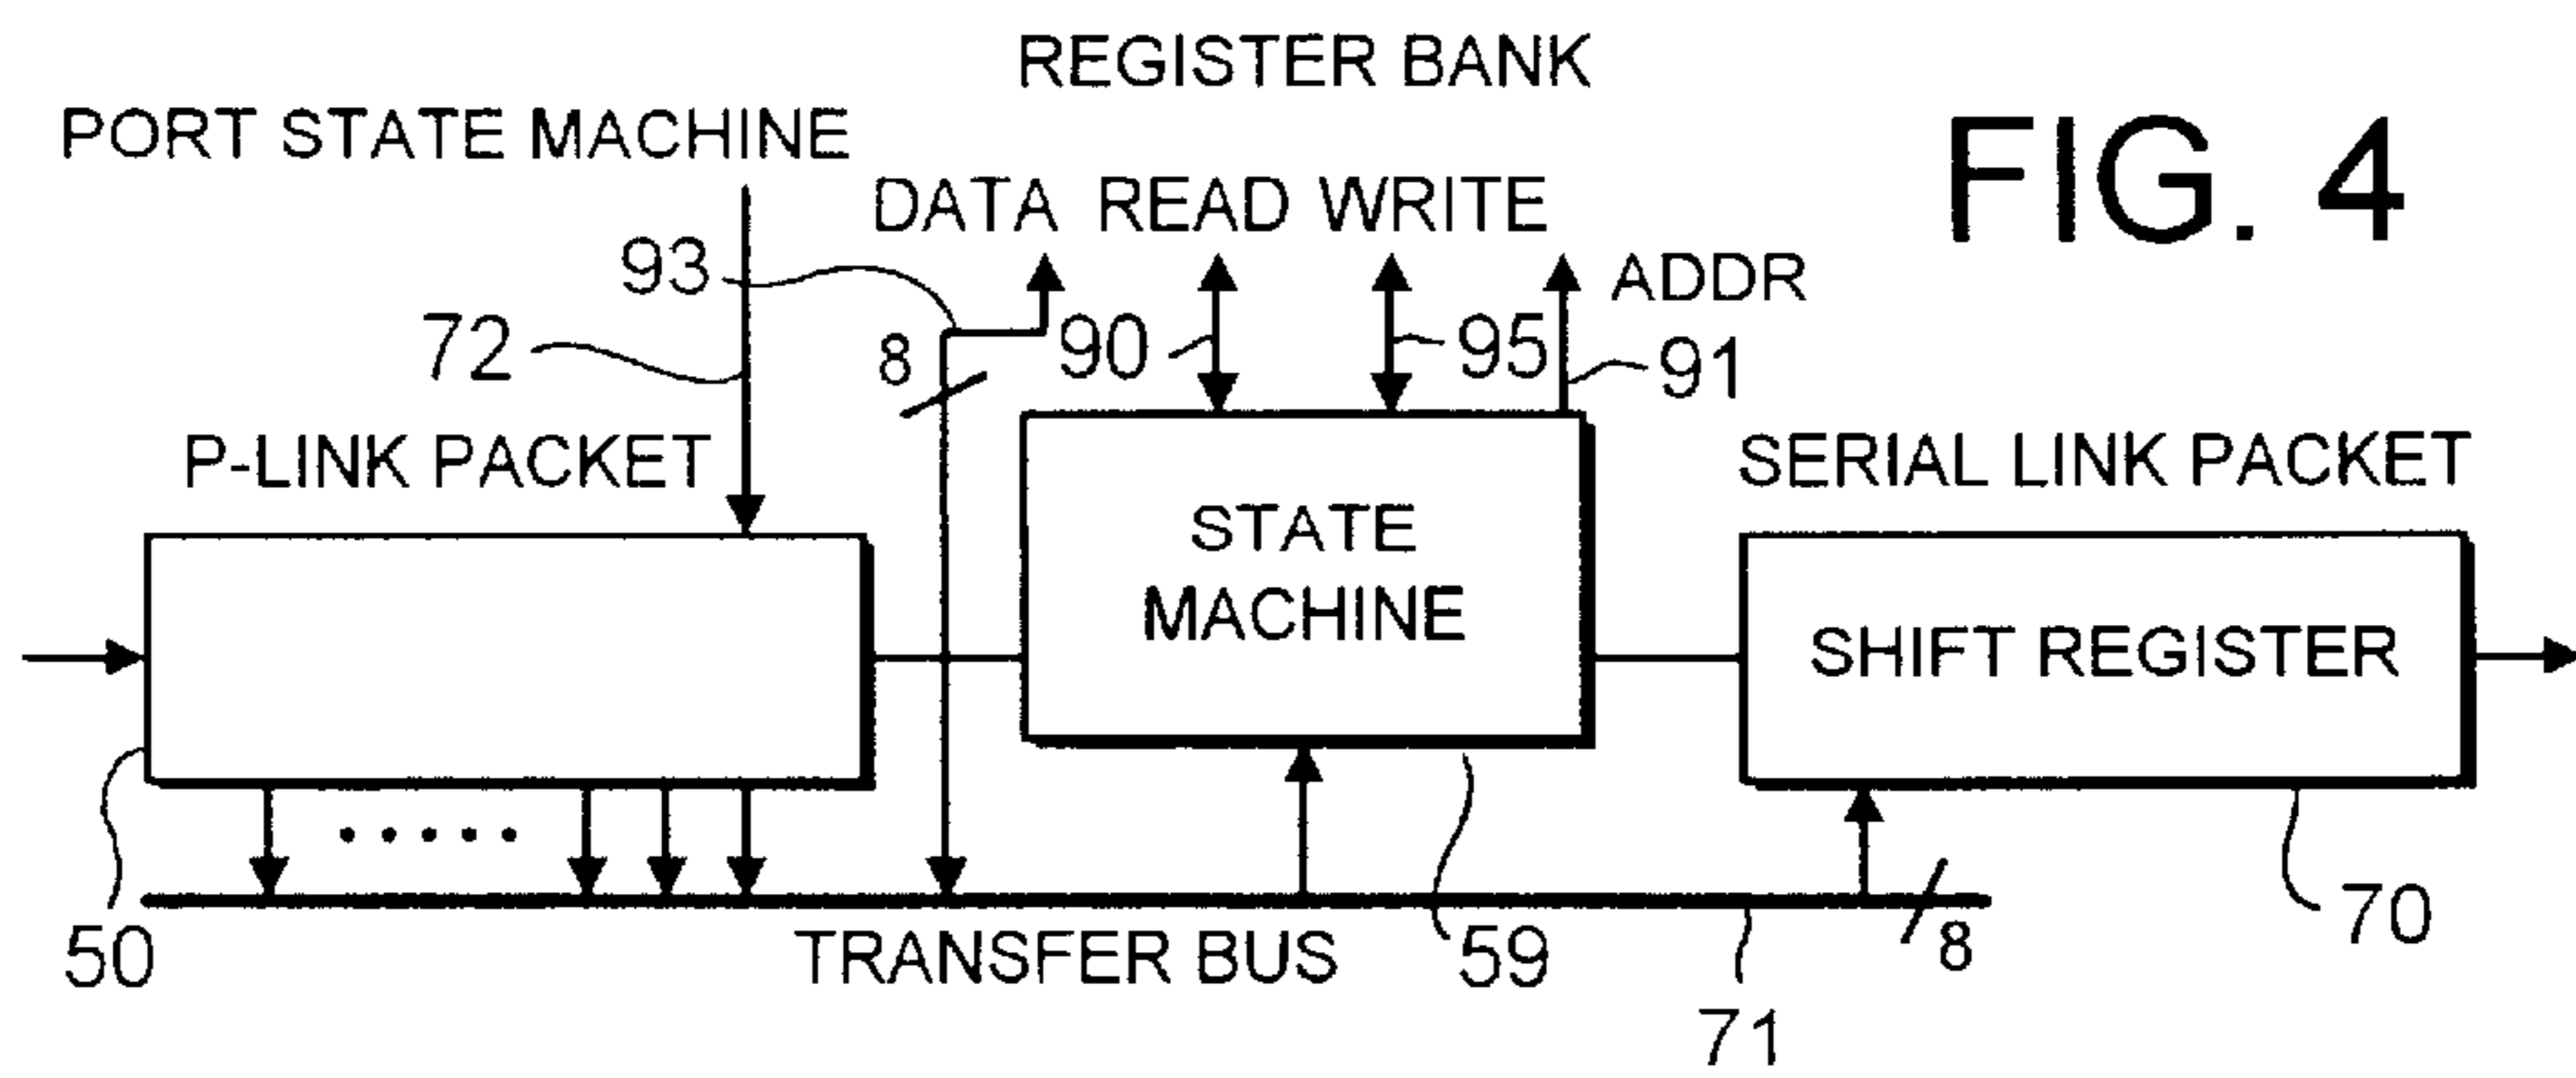 REGISTER BANK
PORT STATE MACHINE
FIG. 4
DATA READ WRITE
93
ADDR
72
8
90
95
91
P-LINK PACKET
SERIAL LINK PACKET
STATE
MACHINE
SHIFT REGISTER
50
TRANSFER BUS
59
8
70
71